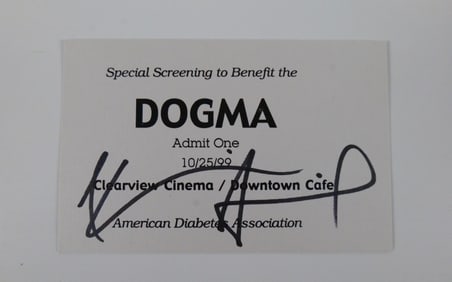 Special Screening to Benefit the
DOGMA
Admit One
10/25/99
Clearview Cinema / Downtown Cafe
American Diabetes Association